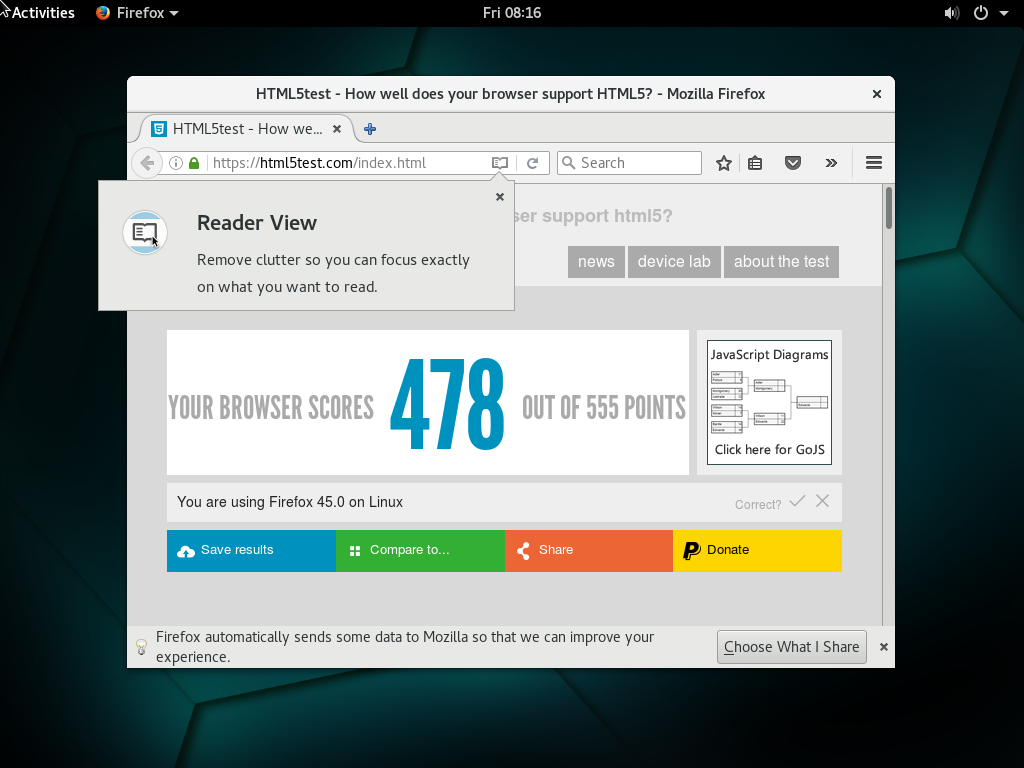 Activities
Firefox
Fri 08:16
HTML5test - How well does your browser support HTML5? - Mozilla Firefox
HTML5test - How we...
https://html5test.com/index.html
Search
Reader View
Remove clutter so you can focus exactly
on what you want to read.
support html5?
news
device lab
about the test
YOUR BROWSER SCORES
478
OUT OF 555 POINTS
JavaScript Diagrams
Click here for GoJS
You are using Firefox 45.0 on Linux
Correct?
Save results
Compare to...
Share
Donate
Firefox automatically sends some data to Mozilla so that we can improve your
experience.
Choose What I Share